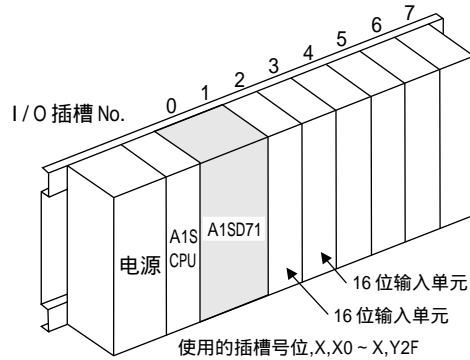 0 1 2 3 4 5 6 7
I / O 插槽 No.
电源
A1S
CPU
A1SD71
16 位输入单元
16 位输入单元
使用的插槽号位,X,X0 ~ X,Y2F